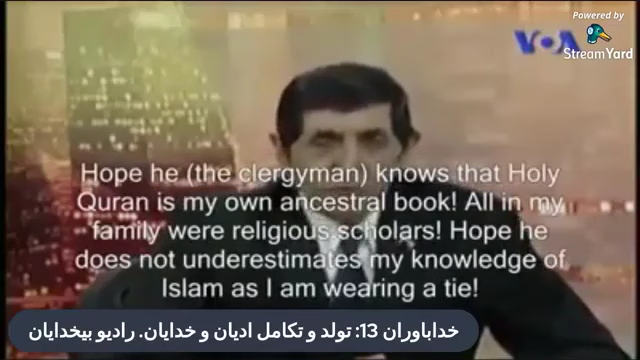 Powered by
VOA
StreamYard
Hope he (the clergyman) knows that Holy
Quran is my own ancestral book! All in my
family were religious scholars! Hope he
does not underestimates my knowledge of
Islam as I am wearing a tie!
خداباوران 13: تولد و تکامل ادیان و خدایان. رادیو بیخدایان